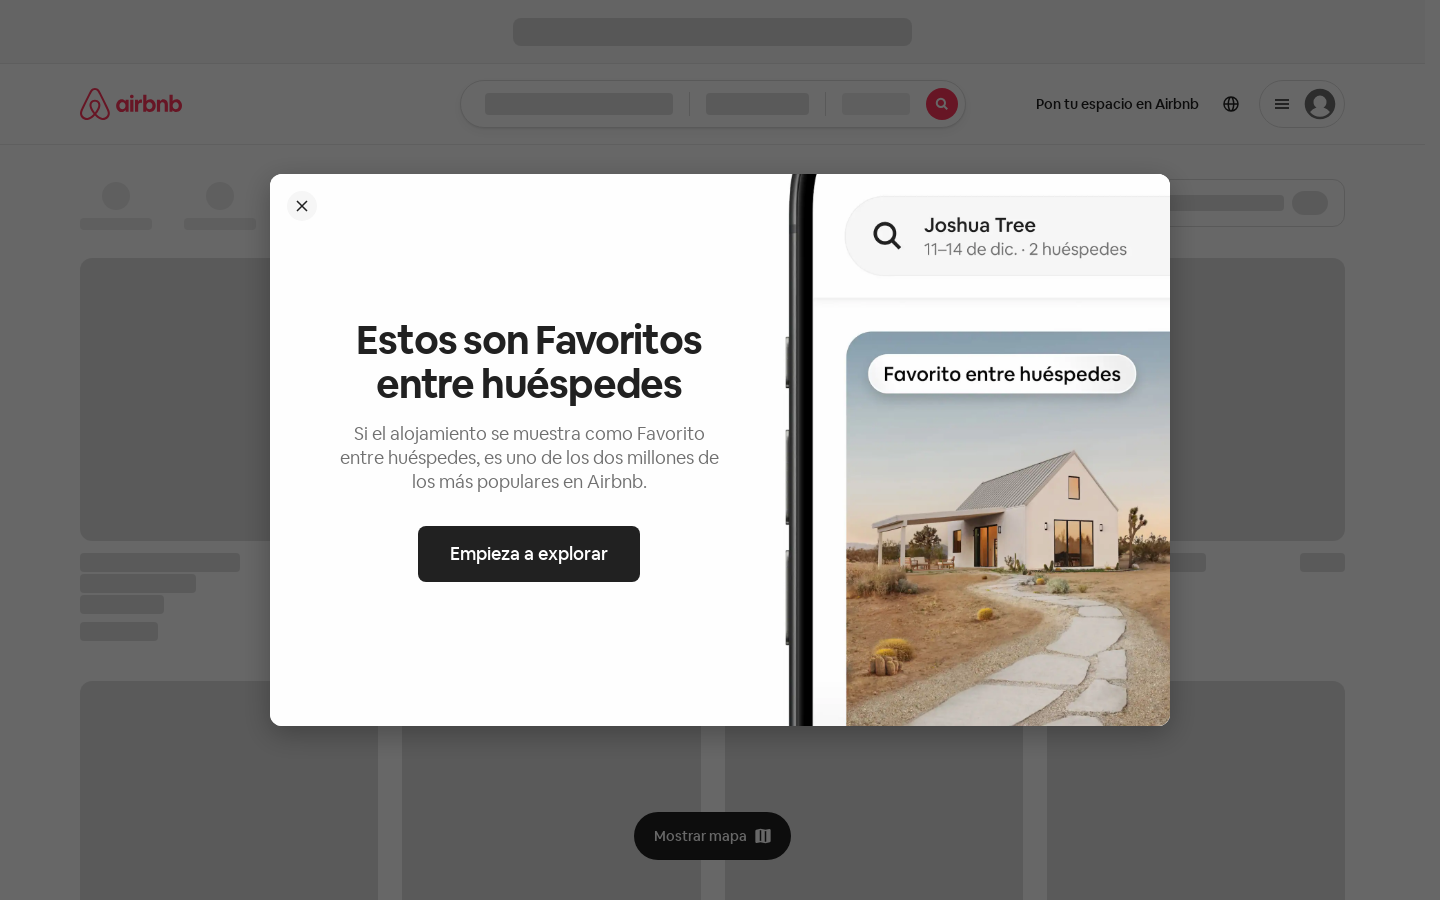 airbnb
Pon tu espacio en Airbnb
Joshua Tree
11–14 de dic. · 2 huéspedes
Favorito entre huéspedes
Estos son Favoritos
entre huéspedes
Si el alojamiento se muestra como Favorito
entre huéspedes, es uno de los dos millones de
los más populares en Airbnb.
Empieza a explorar
Mostrar mapa